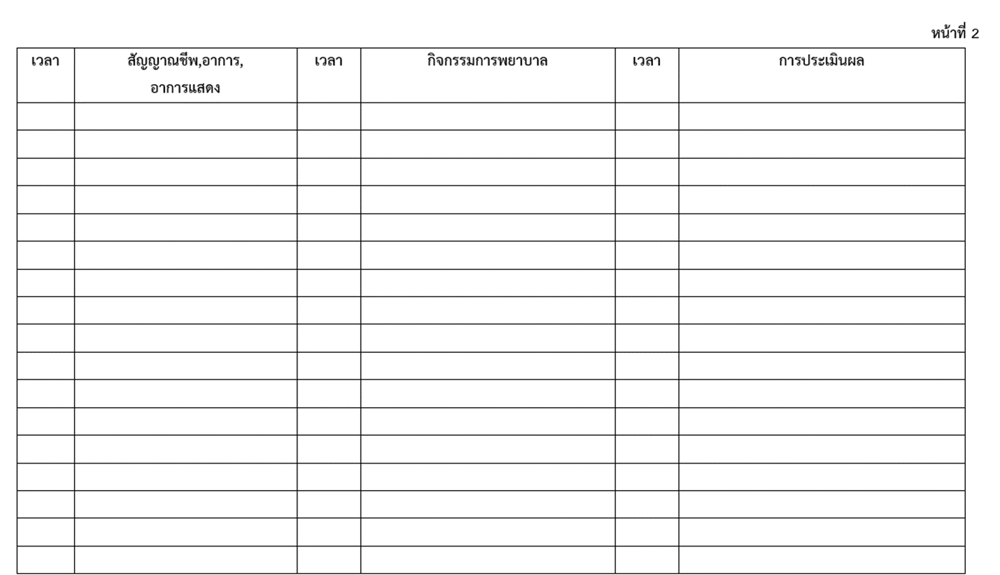 หน้าที่ 2
เวลา สัญญาณชีพ,อาการ, เวลา กิจกรรมการพยาบาล เวลา การประเมินผล
อาการแสดง